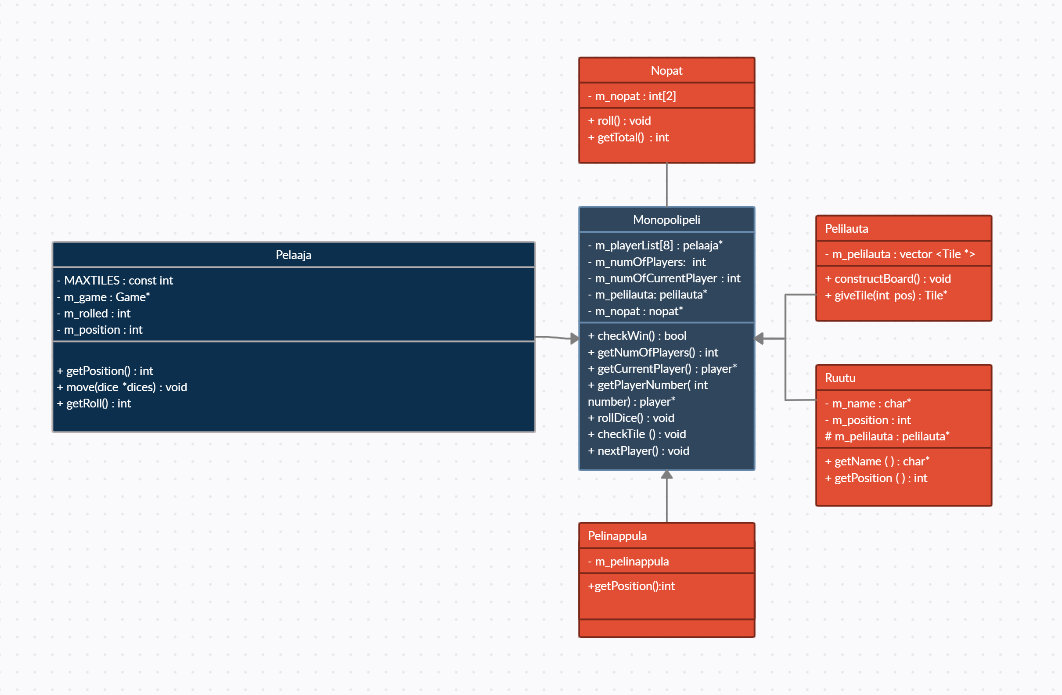 Nopat
- m_nopat : int[2]
+ roll() : void
+ getTotal() : int
Pelaaja
- MAXTILES : const int
- m_game : Game*
- m_rolled : int
- m_position : int
+ getPosition() : int
+ move(dice *dices) : void
+ getRoll() : int
Monopolipeli
- m_playerList[8] : pelaaja*
- m_numOfPlayers: int
- m_numOfCurrentPlayer : int
- m_pelilauta: pelilauta*
- m_nopat : nopat*
+ checkWin() : bool
+ getNumOfPlayers() : int
+ getCurrentPlayer() : player*
+ getPlayerNumber( int
number) : player*
+ rollDice() : void
+ checkTile () : void
+ nextPlayer() : void
Pelilauta
- m_pelilauta : vector <Tile *>
+ constructBoard() : void
+ giveTile(int pos) : Tile*
Ruutu
- m_name : char*
- m_position : int
# m_pelilauta : pelilauta*
+ getName ( ) : char*
+ getPosition ( ) : int
Pelinappula
- m_pelinappula
+getPosition():int